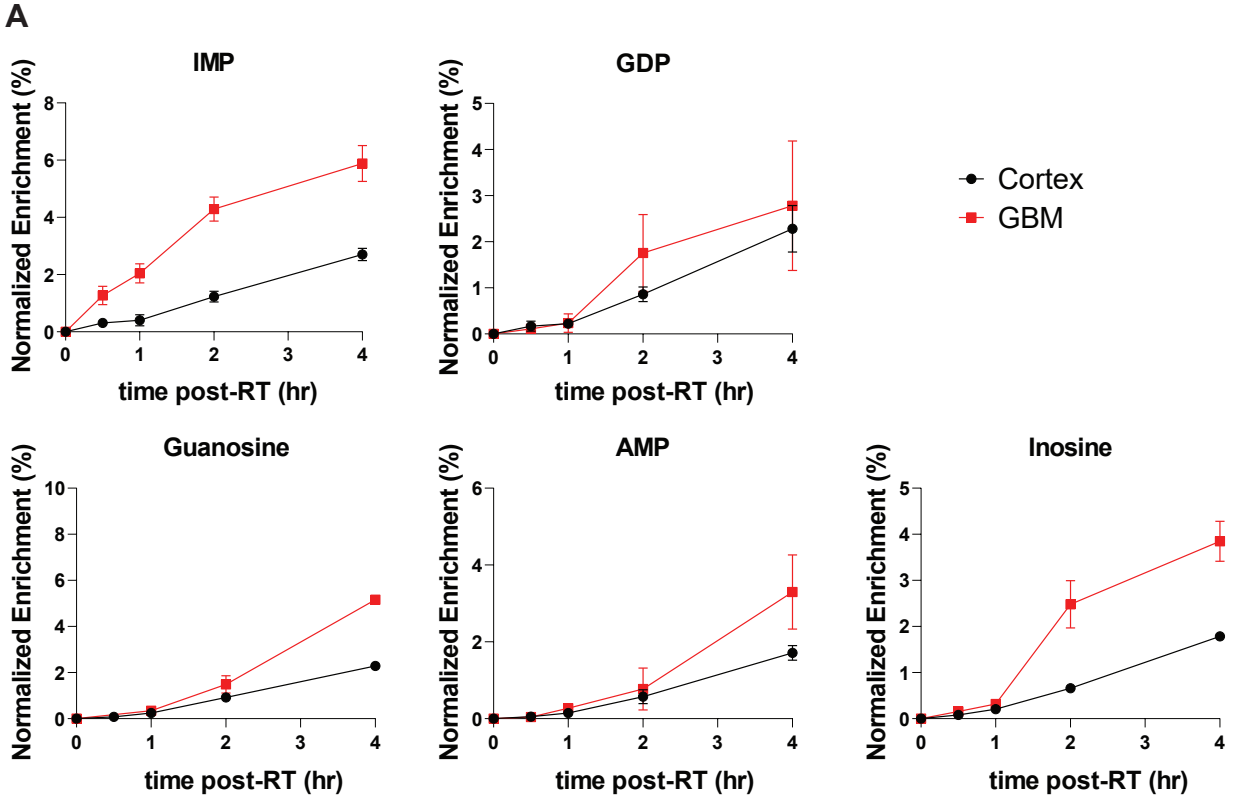 A
IMP
Normalized Enrichment (%)
8
6
4
2
0
0 1 2 3 4
time post-RT (hr)
GDP
Normalized Enrichment (%)
5
4
3
2
1
0
0 1 2 3 4
time post-RT (hr)
Cortex
GBM
Guanosine
Normalized Enrichment (%)
10
8
6
4
2
0
0 1 2 3 4
time post-RT (hr)
AMP
Normalized Enrichment (%)
6
4
2
0
0 1 2 3 4
time post-RT (hr)
Inosine
Normalized Enrichment (%)
5
4
3
2
1
0
0 1 2 3 4
time post-RT (hr)